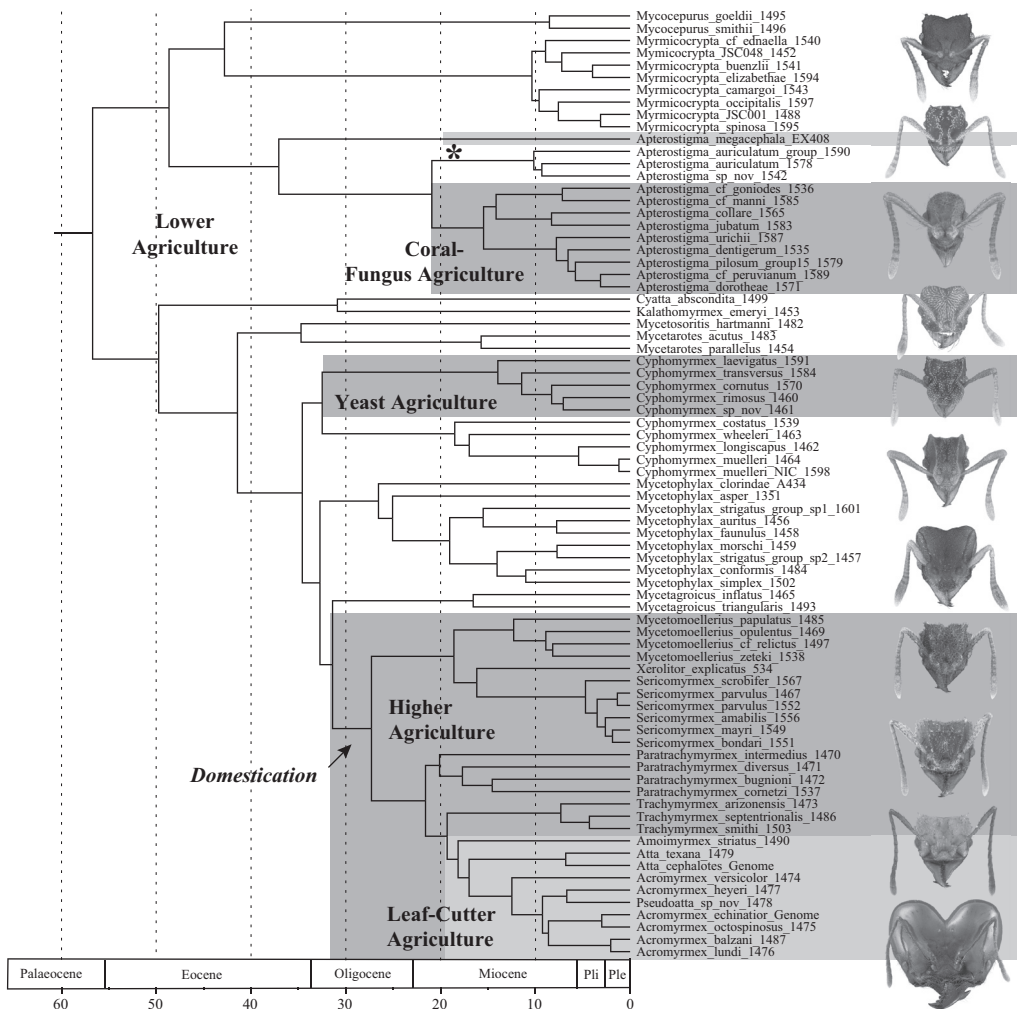 Mycocepurus_goeldii_1495
Mycocepurus_smithii_1496
Myrmicocrypta_cf_ednaella_1540
Mymicocrypta_JSC048_1452
Myrmicocrypta_buenzlii_1541
Myrmicocrypta_elizabethae_1594
Myrmicocrypta_camargoi_1543
Myrmicocrypta_occipitalis_1597
Myrmicocrypta_JSC001_1488
Myrmicocrypta_spinosa_1595
Apterostigma_megacephala_EX408
*
Apterostigma_auriculatum_group_1590
Apterostigma_auriculatum_1578
Apterostigma_sp_nov_1542
Apterostigma_cf_goniodes_1536
Apterostigma_cf_manni_1585
Apterostigma_collare_1565
Apterostigma_jubatum_1583
Apterostigma_urichii_1587
Apterostigma_dentigerum_1535
Apterostigma_pilosum_group15_1579
Apterostigma_cf_peruvianum_1589
Apterostigma_dorotheae_1571
Lower
Agriculture
Coral-
Fungus Agriculture
Cyatta_abscondita_1499
Kalathomyrmex_emeryi_1453
Mycetosoritis_hartmanni_1482
Mycetarotes_acutus_1483
Mycetarotes_parallelus_1454
Cyphomyrmex_laevigatus_1591
Cyphomyrmex_transversus_1584
Cyphomyrmex_cornutus_1570
Cyphomyrmex_rimosus_1460
Cyphomyrmex_sp_nov_1461
Yeast Agriculture
Cyphomyrmex_costatus_1539
Cyphomyrmex_wheeleri_1463
Cyphomyrmex_longiscapus_1462
Cyphomyrmex_muelleri_1464
Cyphomyrmex_muelleri_NIC_1598
Mycetophylax_clorindae_A434
Mycetophylax_asper_1351
Mycetophylax_strigatus_group_sp1_1601
Mycetophylax_auritus_1456
Mycetophylax_faunulus_1458
Mycetophylax_morschi_1459
Mycetophylax_strigatus_group_sp2_1457
Mycetophylax_conformis_1484
Mycetophylax_simplex_1502
Mycetagroicus_inflatus_1465
Mycetagroicus_triangularis_1493
Mycetomoellerius_papulatus_1485
Mycetomoellerius_opulentus_1469
Mycetomoellerius_cf_relictus_1497
Mycetomoellerius_zeteki_1538
Xerolitor_explicatus_534
Sericomyrmex_scrobifer_1567
Sericomyrmex_parvulus_1467
Sericomyrmex_parvulus_1552
Sericomyrmex_amabilis_1556
Sericomyrmex_mayri_1549
Sericomyrmex_bondari_1551
Higher
Agriculture
Domestication
Paratrachymyrmex_intermedius_1470
Paratrachymyrmex_diversus_1471
Paratrachymyrmex_bugnioni_1472
Paratrachymyrmex_cornetzi_1537
Trachymyrmex_arizonensis_1473
Trachymyrmex_septentrionalis_1486
Trachymyrmex_smithi_1503
Amoimyrmex_striatus_1490
Atta_texana_1479
Atta_cephalotes_Genome
Acromyrmex_versicolor_1474
Acromyrmex_heyeri_1477
Pseudoatta_sp_nov_1478
Acromyrmex_echinatior_Genome
Acromyrmex_octospinosus_1475
Acromyrmex_balzani_1487
Acromyrmex_lundi_1476
Leaf-Cutter
Agriculture
Palaeocene Eocene Oligocene Miocene Pli Ple
60 50 40 30 20 10 0